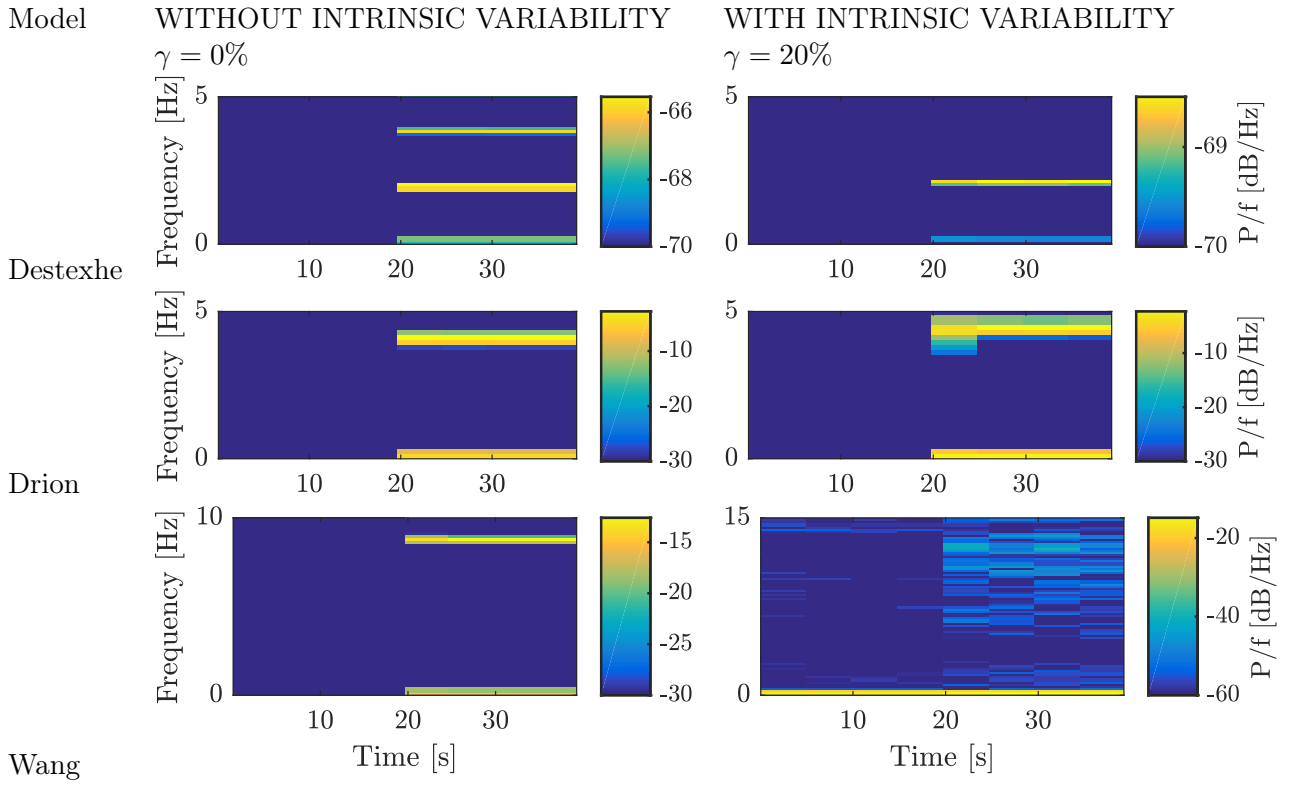 Model WITHOUT INTRINSIC VARIABILITY WITH INTRINSIC VARIABILITY
γ = 0% γ = 20%
Frequency [Hz] 5 0 10 20 30 -66 -68 -70
5 0 10 20 30 -69 -70 P/f [dB/Hz]
Destexhe
Frequency [Hz] 5 0 10 20 30 -10 -20 -30
5 0 10 20 30 -10 -20 -30 P/f [dB/Hz]
Drion
Frequency [Hz] 10 0 10 20 30 -15 -20 -25 -30
15 0 10 20 30 -20 -40 -60 P/f [dB/Hz]
Time [s] Time [s]
Wang